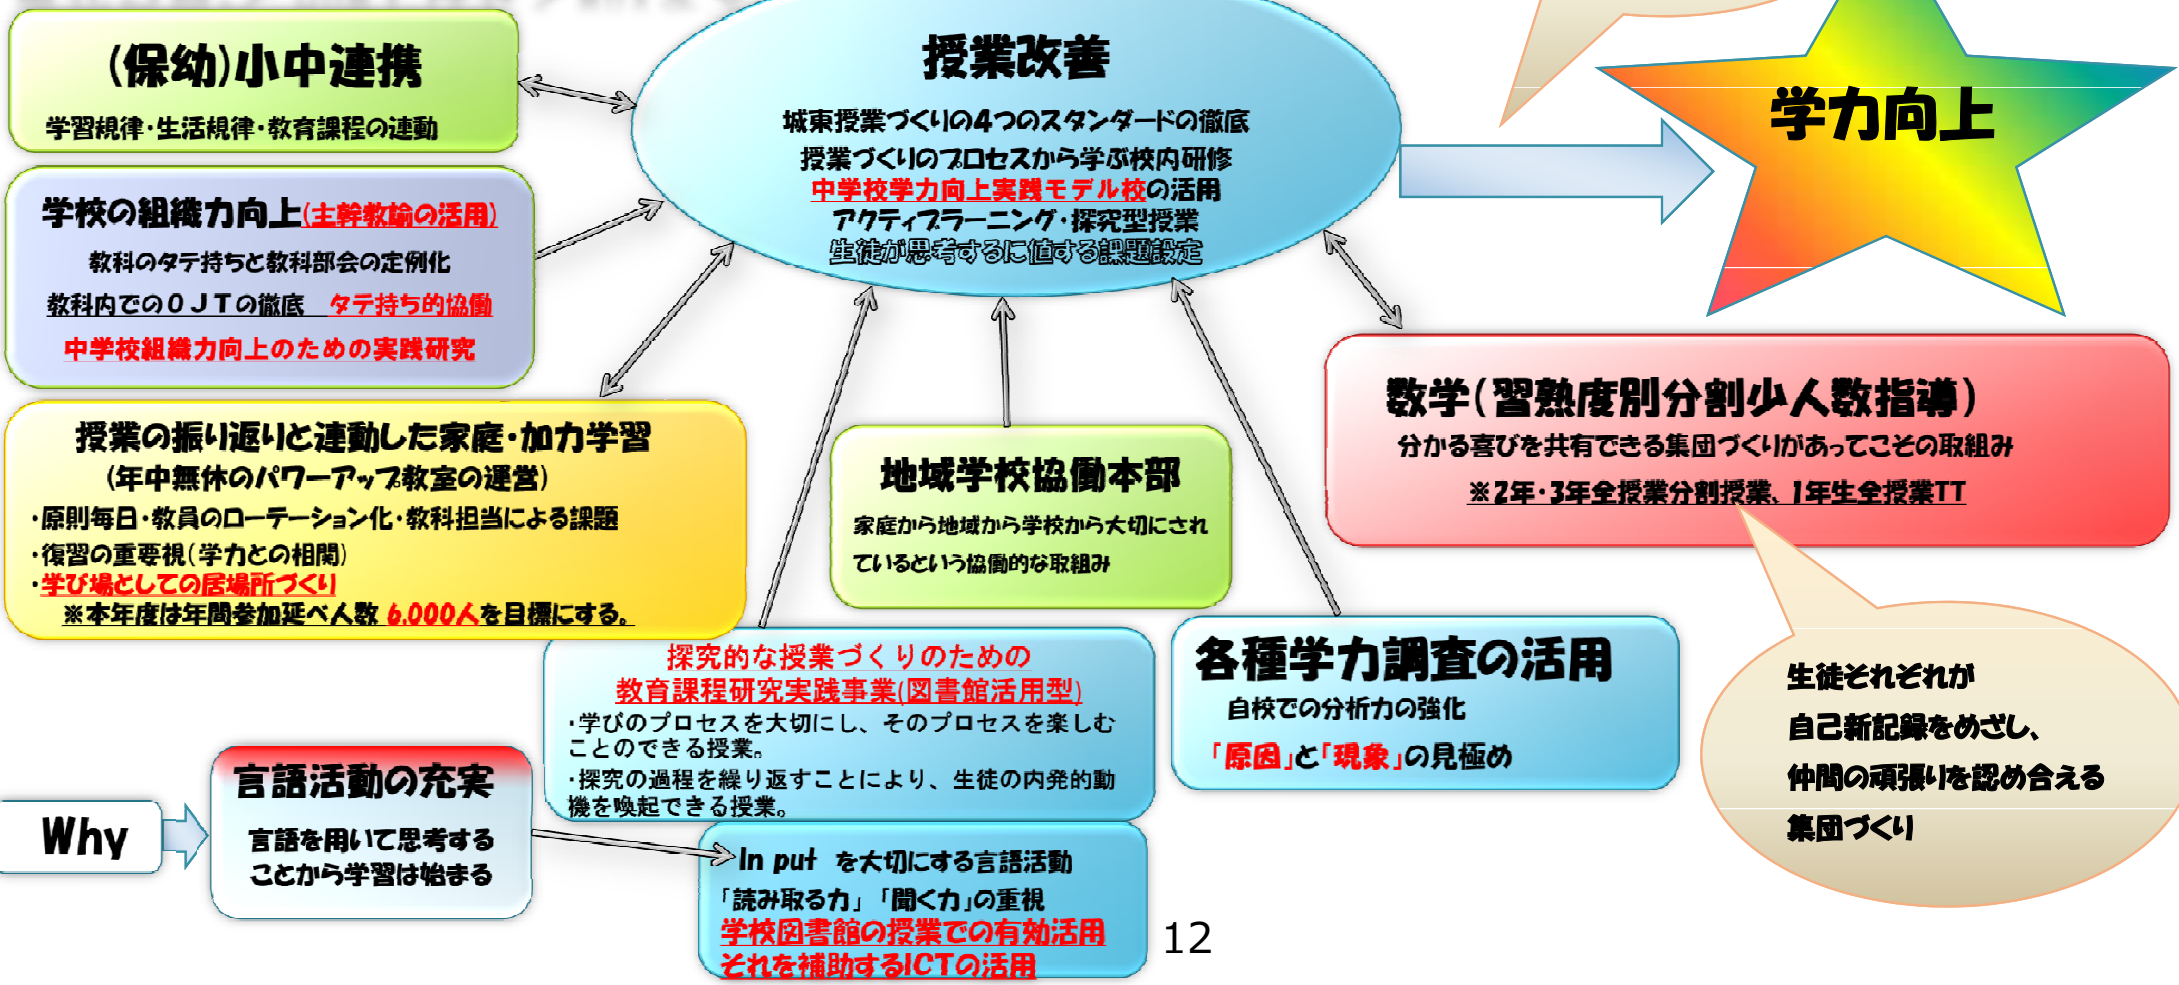 (保幼)小中連携
学習規律・生活規律・教育課程の連動
授業改善
城東授業づくりの4つのスタンダードの徹底
授業づくりのプロセスから学ぶ校内研修
中学校学力向上実践モデル校の活用
アクティブラーニング・探究型授業
生徒が思考するに値する課題設定
学力向上
学校の組織力向上(主幹教諭の活用)
教科のタテ持ちと教科部会の定例化
教科内でのOJTの徹底　タテ持ち的協働
中学校組織力向上のための実践研究
授業の振り返りと連動した家庭・加力学習
(年中無休のパワーアップ教室の運営)
・原則毎日・教員のローテーション化・教科担当による課題
・復習の重要視(学力との相関)
・学び場としての居場所づくり
※本年度は年間参加延べ人数 6,000人を目標にする。
地域学校協働本部
家庭から地域から学校から大切にされ
ているという協働的な取組み
数学(習熟度別分割少人数指導)
分かる喜びを共有できる集団づくりがあってこその取組み
※2年・3年全授業分割授業、1年生全授業TT
探究的な授業づくりのための
教育課程研究実践事業(図書館活用型)
・学びのプロセスを大切にし、そのプロセスを楽しむ
ことのできる授業。
・探究の過程を繰り返すことにより、生徒の内発的動
機を喚起できる授業。
各種学力調査の活用
自校での分析力の強化
「原因」と「現象」の見極め
生徒それぞれが
自己新記録をめざし、
仲間の頑張りを認め合える
集団づくり
Why
言語活動の充実
言語を用いて思考する
ことから学習は始まる
In put を大切にする言語活動
「読み取る力」「聞く力」の重視
学校図書館の授業での有効活用
それを補助するICTの活用
12